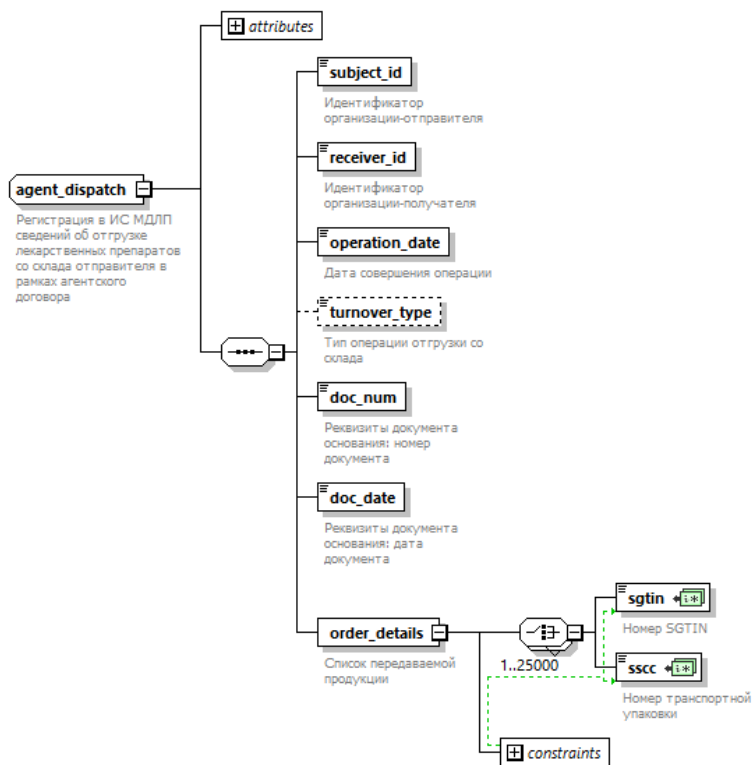 attributes
subject_id
Идентификатор
организации-отправителя
receiver_id
Идентификатор
организации-получателя
agent_dispatch
Регистрация в ИС МДЛП
сведений об отгрузке
лекарственных препаратов
со склада отправителя в
рамках агентского
договора
operation_date
Дата совершения операции
turnover_type
Тип операции отгрузки со
склада
doc_num
Реквизиты документа
основания: номер
документа
doc_date
Реквизиты документа
основания: дата
документа
order_details
Список передаваемой
продукции
1..25000
sgtin
Номер SGTIN
sscc
Номер транспортной
упаковки
constraints